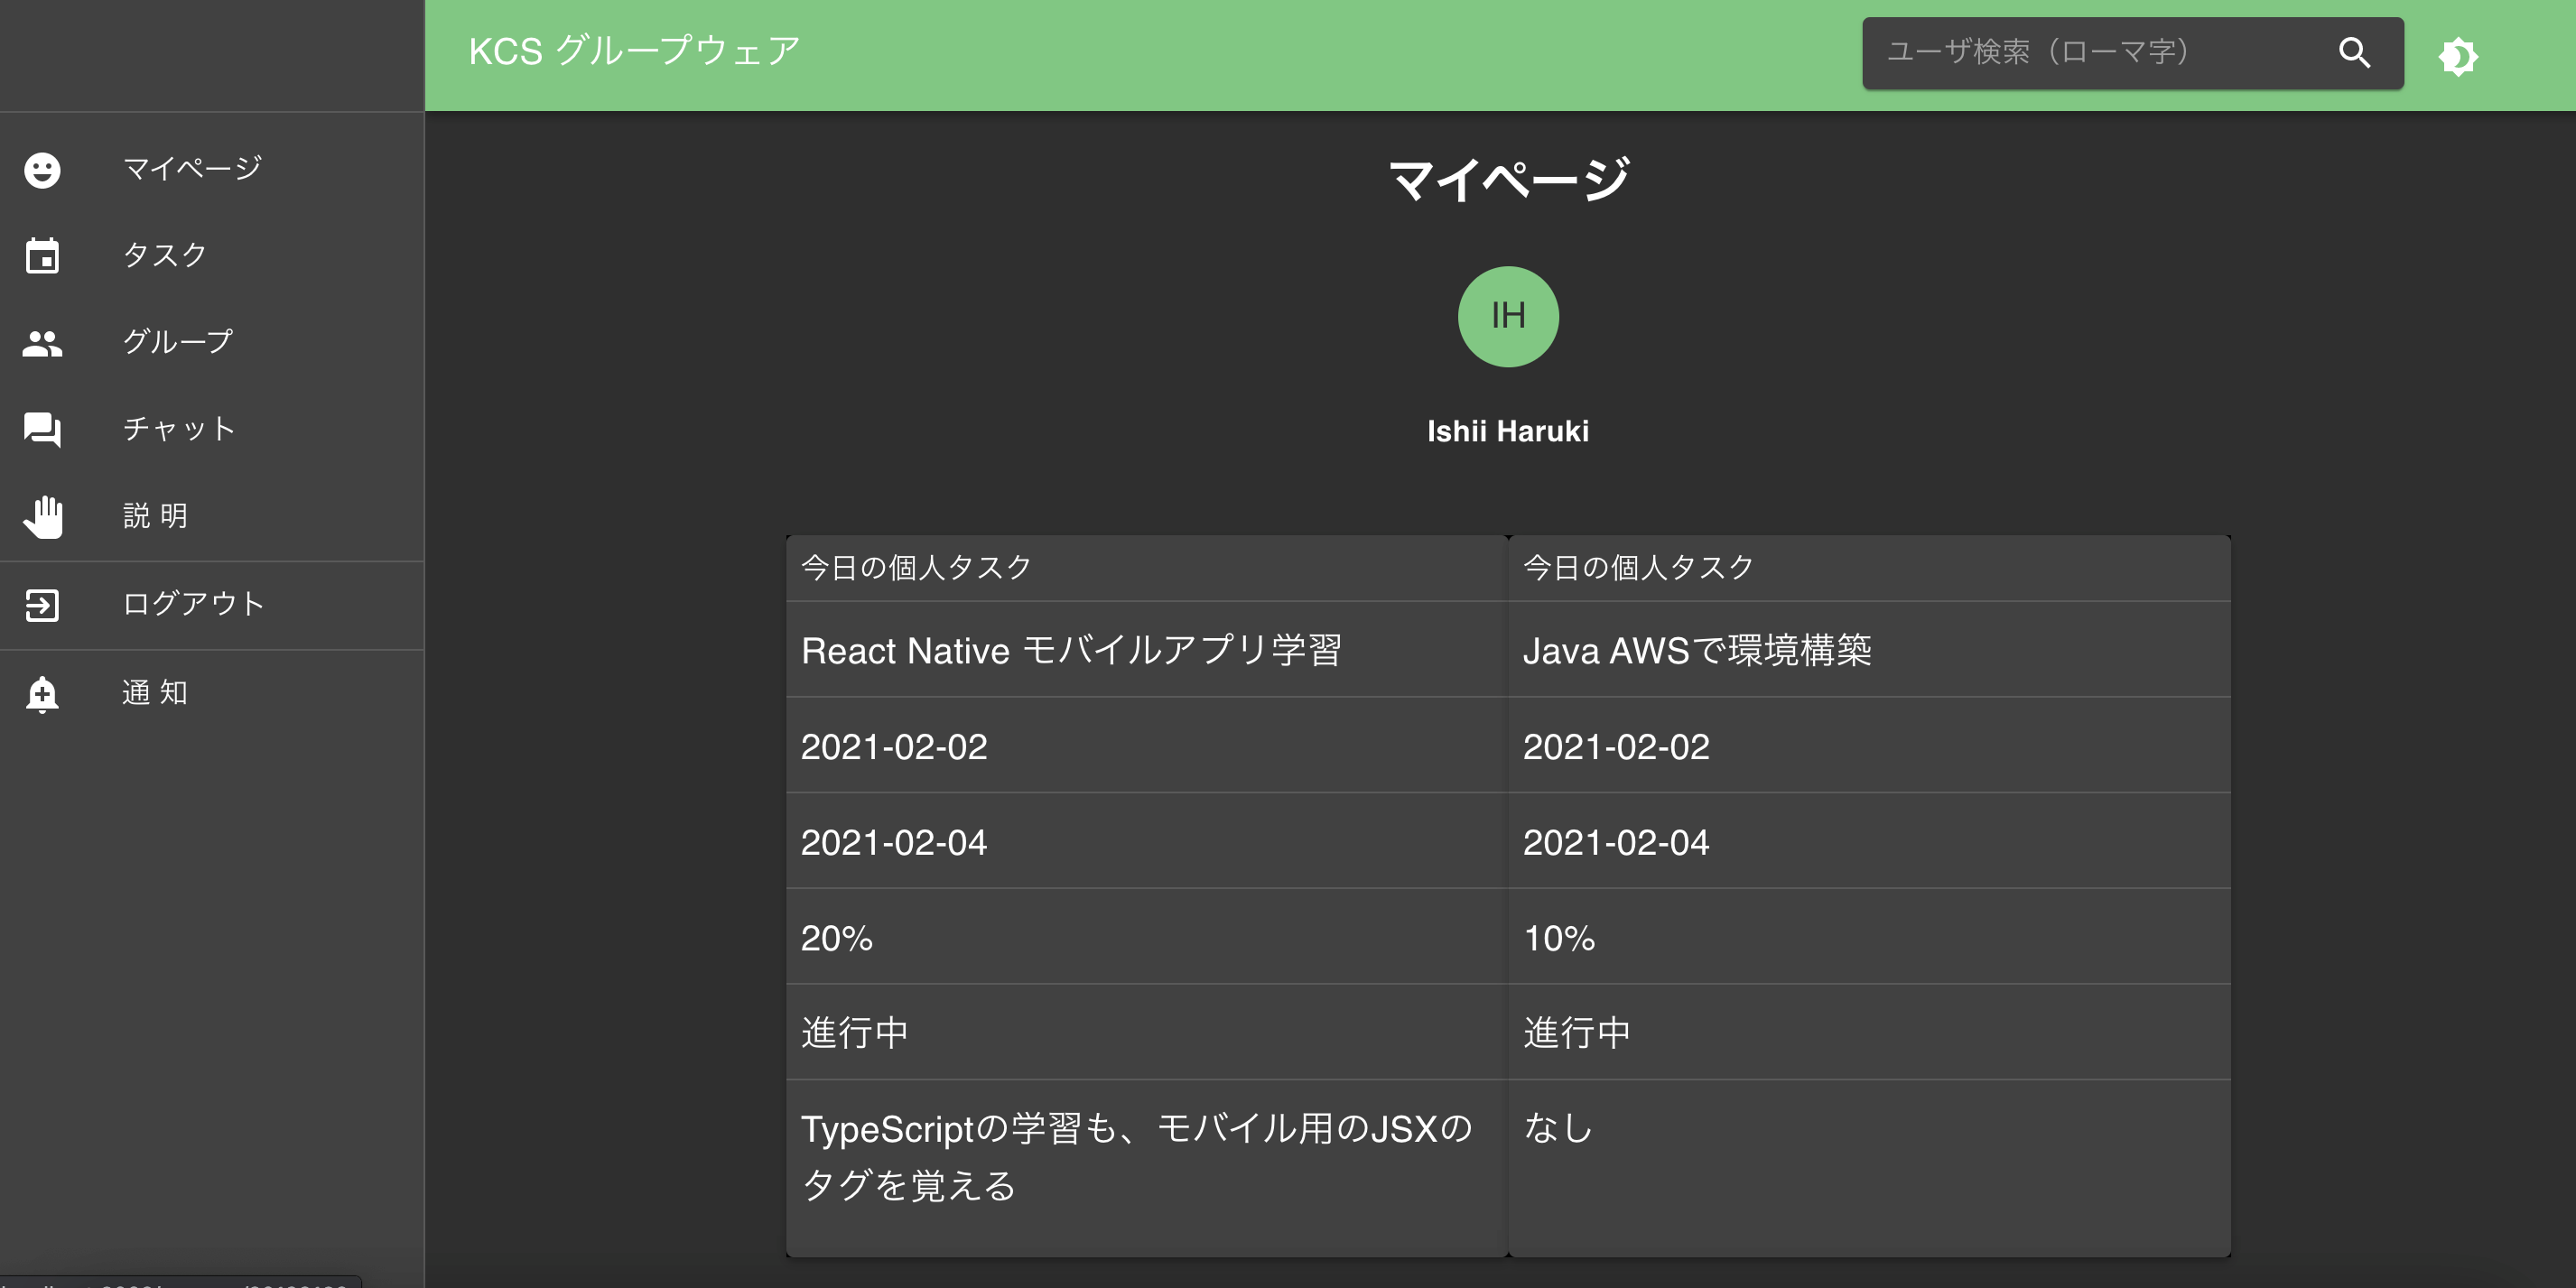 KCS グループウェア
ユーザ検索（ローマ字）
マイページ
タスク
グループ
チャット
説 明
ログアウト
通 知
マイページ
IH
Ishii Haruki
今日の個人タスク
React Native モバイルアプリ学習
2021-02-02
2021-02-04
20%
進行中
TypeScriptの学習も、モバイル用のJSXの
タグを覚える
今日の個人タスク
Java AWSで環境構築
2021-02-02
2021-02-04
10%
進行中
なし